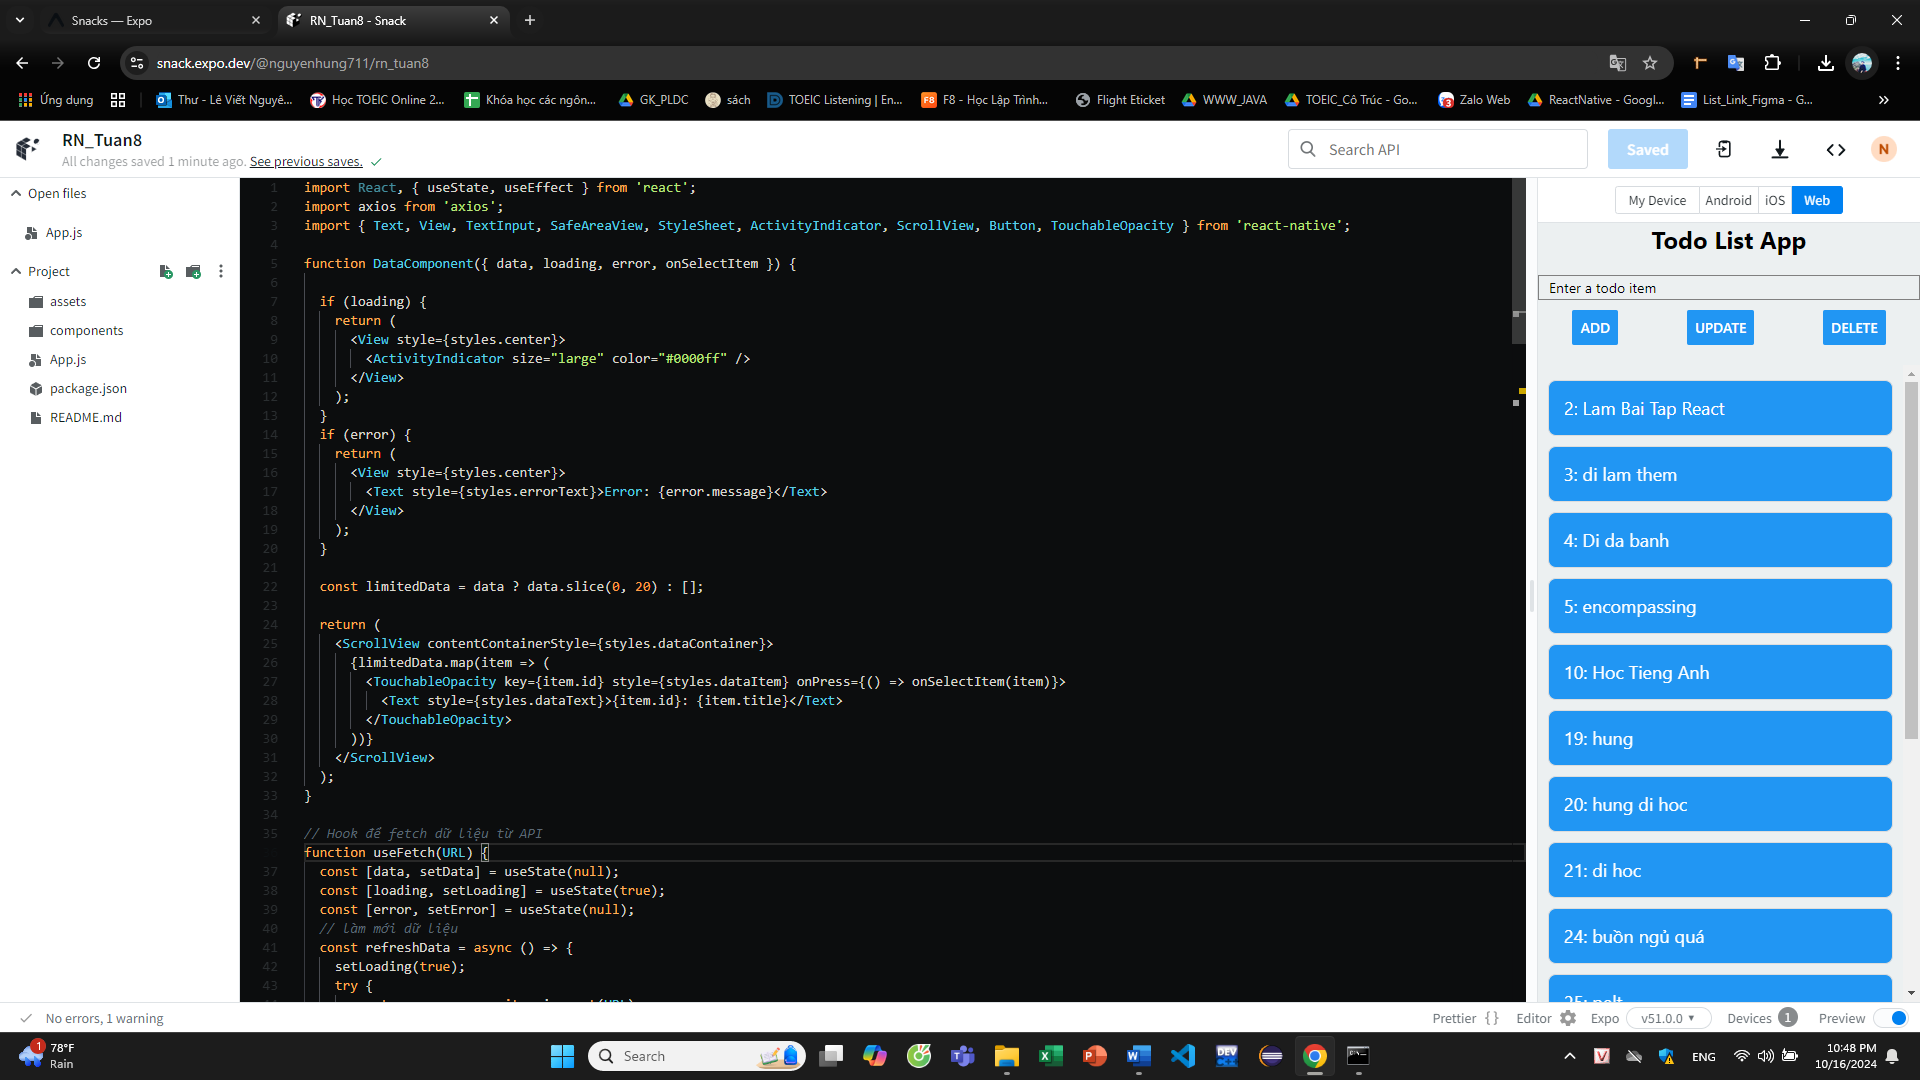 Snacks — Expo
RN_Tuan8 - Snack
snack.expo.dev/@nguyenhung711/rn_tuan8
Ứng dụng
Thư - Lê Viết Nguyê...
Học TOEIC Online 2...
Khóa học các ngôn...
GK_PLDC
sách
TOEIC Listening | En...
F8 - Học Lập Trình...
Flight Eticket
WWW_JAVA
TOEIC_Cô Trúc - Go...
Zalo Web
ReactNative - Googl...
List_Link_Figma - G...
RN_Tuan8
All changes saved 1 minute ago. See previous saves.
Search API
Saved
N
Open files
App.js
Project
assets
components
App.js
package.json
README.md
1 import React, { useState, useEffect } from 'react';
2 import axios from 'axios';
3 import { Text, View, TextInput, SafeAreaView, StyleSheet, ActivityIndicator, ScrollView, Button, TouchableOpacity } from 'react-native';
4
5 function DataComponent({ data, loading, error, onSelectItem }) {
6
7 if (loading) {
8 return (
9 <View style={styles.center}>
10 <ActivityIndicator size="large" color="#0000ff" />
11 </View>
12 );
13 }
14 if (error) {
15 return (
16 <View style={styles.center}>
17 <Text style={styles.errorText}>Error: {error.message}</Text>
18 </View>
19 );
20 }
21
22 const limitedData = data ? data.slice(0, 20) : [];
23
24 return (
25 <ScrollView contentContainerStyle={styles.dataContainer}>
26 {limitedData.map(item => (
27 <TouchableOpacity key={item.id} style={styles.dataItem} onPress={() => onSelectItem(item)}>
28 <Text style={styles.dataText}>{item.id}: {item.title}</Text>
29 </TouchableOpacity>
30 ))}
31 </ScrollView>
32 );
33 }
34
35 // Hook để fetch dữ liệu từ API
function useFetch(URL) {
37 const [data, setData] = useState(null);
38 const [loading, setLoading] = useState(true);
39 const [error, setError] = useState(null);
40 // làm mới dữ liệu
41 const refreshData = async () => {
42 setLoading(true);
43 try {
My Device
Android
iOS
Web
Todo List App
Enter a todo item
ADD
UPDATE
DELETE
2: Lam Bai Tap React
3: di lam them
4: Di da banh
5: encompassing
10: Hoc Tieng Anh
19: hung
20: hung di hoc
21: di hoc
24: buồn ngủ quá
No errors, 1 warning
Prettier { }
Editor
Expo
v51.0.0
Devices 1
Preview
1
78°F
Rain
Search
ENG
10:48 PM
10/16/2024